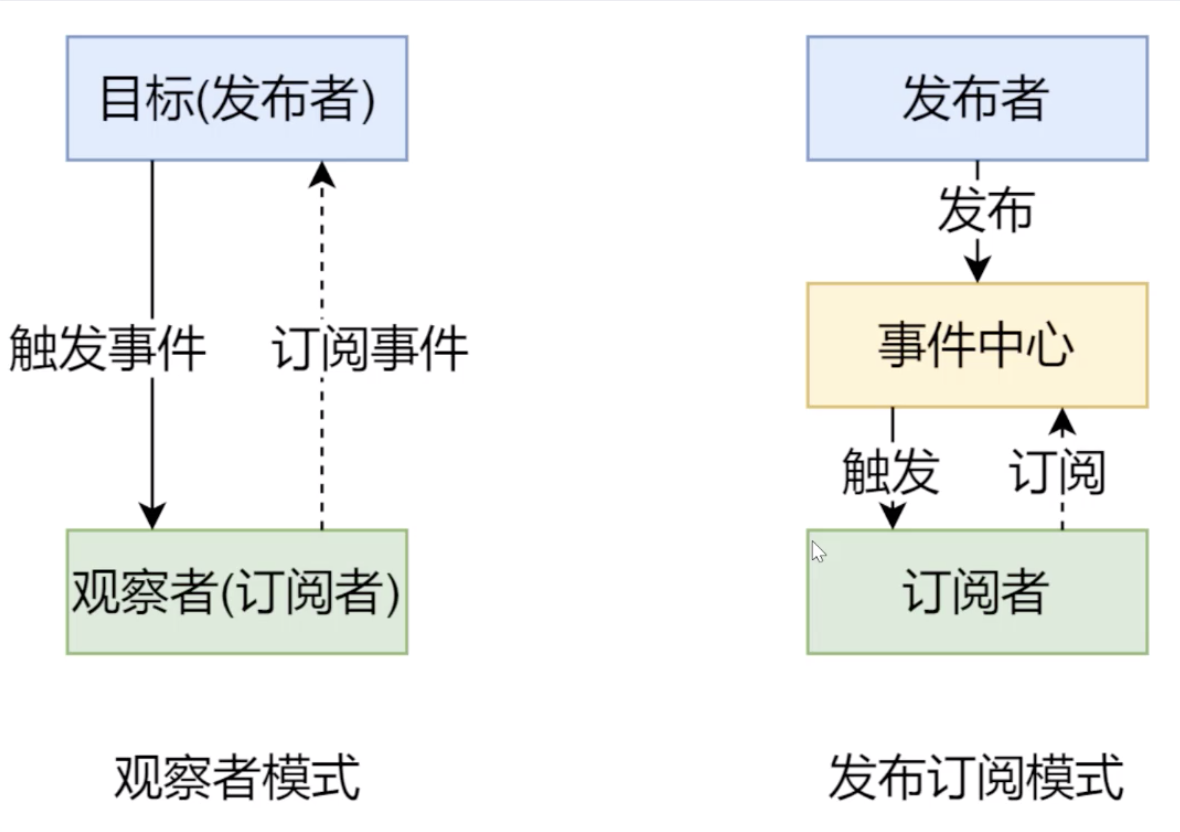 目标(发布者)
触发事件
订阅事件
观察者(订阅者)
观察者模式
发布者
发布
事件中心
触发
订阅
订阅者
发布订阅模式